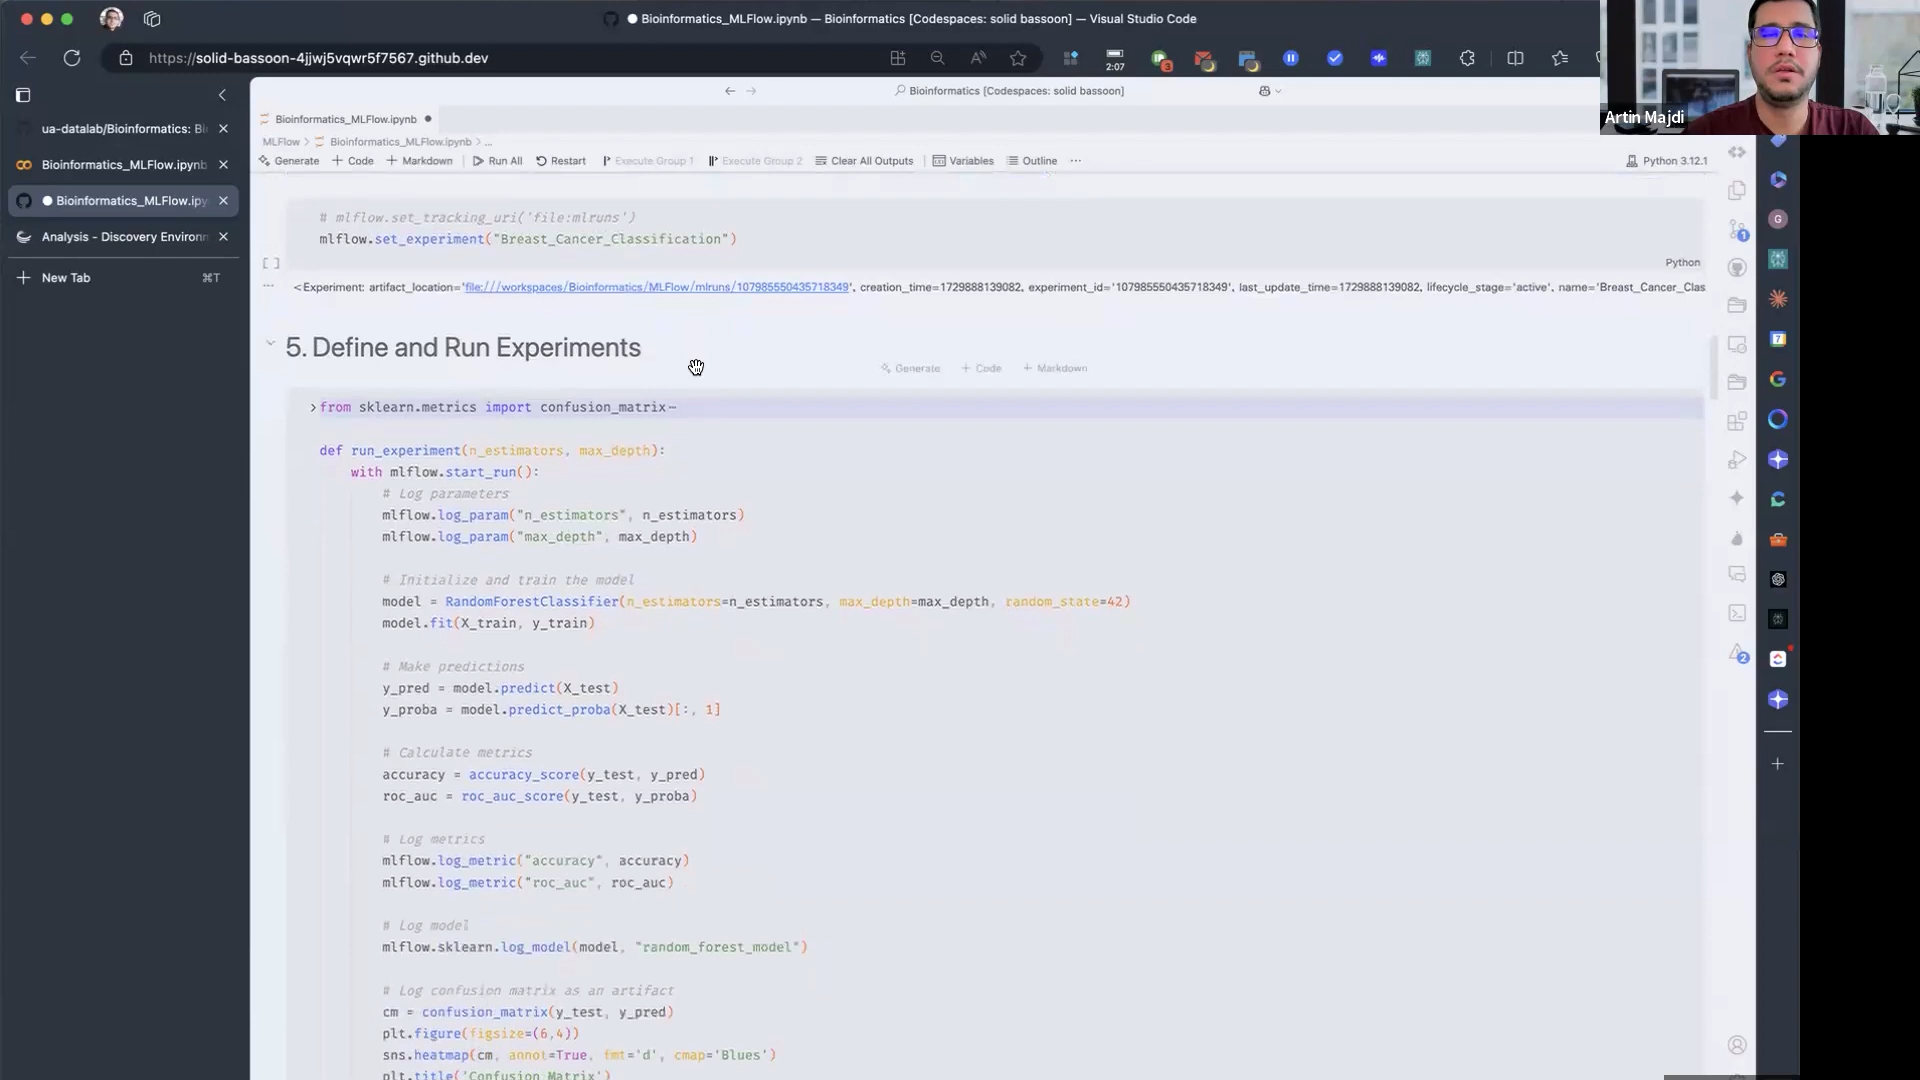 Bioinformatics_MLFlow.ipynb — Bioinformatics [Codespaces: solid bassoon] — Visual Studio Code
https://solid-bassoon-4jjwj5vqwr5f7567.github.dev
2:07
3
Artin Majdi
Bioinformatics [Codespaces: solid bassoon]
ua-datalab/Bioinformatics: Bi
Bioinformatics_MLFlow.ipynb
Bioinformatics_MLFlow.ipy
Analysis - Discovery Environ
New Tab ⌘T
Bioinformatics_MLFlow.ipynb
MLFlow > Bioinformatics_MLFlow.ipynb > ...
Generate + Code + Markdown Run All Restart Execute Group 1 Execute Group 2 Clear All Outputs Variables Outline ... Python 3.12.1
# mlflow.set_tracking_uri('file:mlruns')
mlflow.set_experiment("Breast_Cancer_Classification")
[ ]
Python
<Experiment: artifact_location='file:///workspaces/Bioinformatics/MLFlow/mlruns/107985550435718349', creation_time=1729888139082, experiment_id='107985550435718349', last_update_time=1729888139082, lifecycle_stage='active', name='Breast_Cancer_Clas
5. Define and Run Experiments
Generate + Code + Markdown
from sklearn.metrics import confusion_matrix⋯
def run_experiment(n_estimators, max_depth):
with mlflow.start_run():
# Log parameters
mlflow.log_param("n_estimators", n_estimators)
mlflow.log_param("max_depth", max_depth)
# Initialize and train the model
model = RandomForestClassifier(n_estimators=n_estimators, max_depth=max_depth, random_state=42)
model.fit(X_train, y_train)
# Make predictions
y_pred = model.predict(X_test)
y_proba = model.predict_proba(X_test)[:, 1]
# Calculate metrics
accuracy = accuracy_score(y_test, y_pred)
roc_auc = roc_auc_score(y_test, y_proba)
# Log metrics
mlflow.log_metric("accuracy", accuracy)
mlflow.log_metric("roc_auc", roc_auc)
# Log model
mlflow.sklearn.log_model(model, "random_forest_model")
# Log confusion matrix as an artifact
cm = confusion_matrix(y_test, y_pred)
plt.figure(figsize=(6,4))
sns.heatmap(cm, annot=True, fmt='d', cmap='Blues')
plt.title('Confusion Matrix')
1
2
G